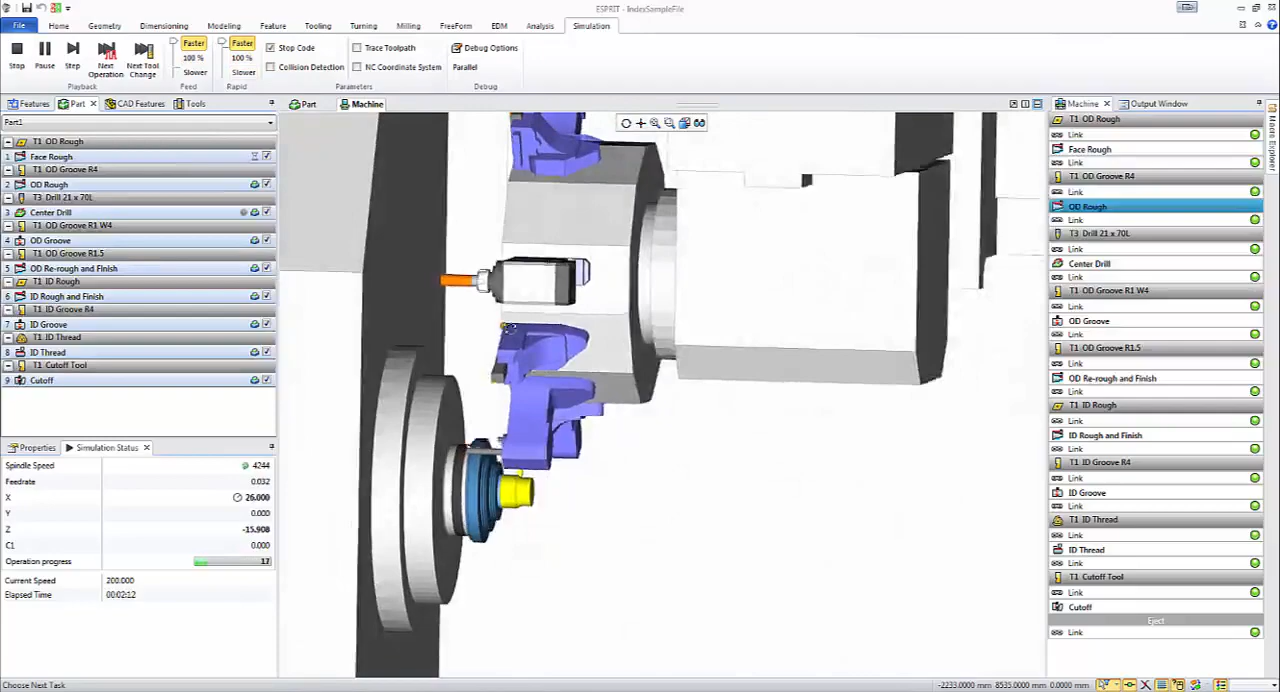 ESPRIT - IndexSampleFile
File Home Geometry Dimensioning Modeling Feature Tooling Turning Milling FreeForm EDM Analysis Simulation
Faster Faster Stop Code Trace Toolpath Debug Options
100 % 100 % Collision Detection NC Coordinate System Parallel
Stop Pause Step Next Operation Next Tool Change Slower Slower
Playback Feed Rapid Parameters Debug
Features Part CAD Features Tools
Part Machine
Machine Output Window
Macro Explorer
Part1
T1 OD Rough
1 Face Rough
T1 OD Groove R4
2 OD Rough
T3 Drill 21 x 70L
3 Center Drill
T1 OD Groove R1 W4
4 OD Groove
T1 OD Groove R1.5
5 OD Re-rough and Finish
T1 ID Rough
6 ID Rough and Finish
T1 ID Groove R4
7 ID Groove
T1 ID Thread
8 ID Thread
T1 Cutoff Tool
9 Cutoff
Properties Simulation Status
Spindle Speed 4244
Feedrate 0.032
X 26.000
Y 0.000
Z -15.908
C1 0.000
Operation progress 17
Current Speed 200.000
Elapsed Time 00:02:12
T1 OD Rough
Link
Face Rough
Link
T1 OD Groove R4
Link
OD Rough
Link
T3 Drill 21 x 70L
Link
Center Drill
Link
T1 OD Groove R1 W4
Link
OD Groove
Link
T1 OD Groove R1.5
Link
OD Re-rough and Finish
Link
T1 ID Rough
Link
ID Rough and Finish
Link
T1 ID Groove R4
Link
ID Groove
Link
T1 ID Thread
Link
ID Thread
Link
T1 Cutoff Tool
Link
Cutoff
Eject
Link
Choose Next Task
-2233.0000 mm 8535.0000 mm 0.0000 mm